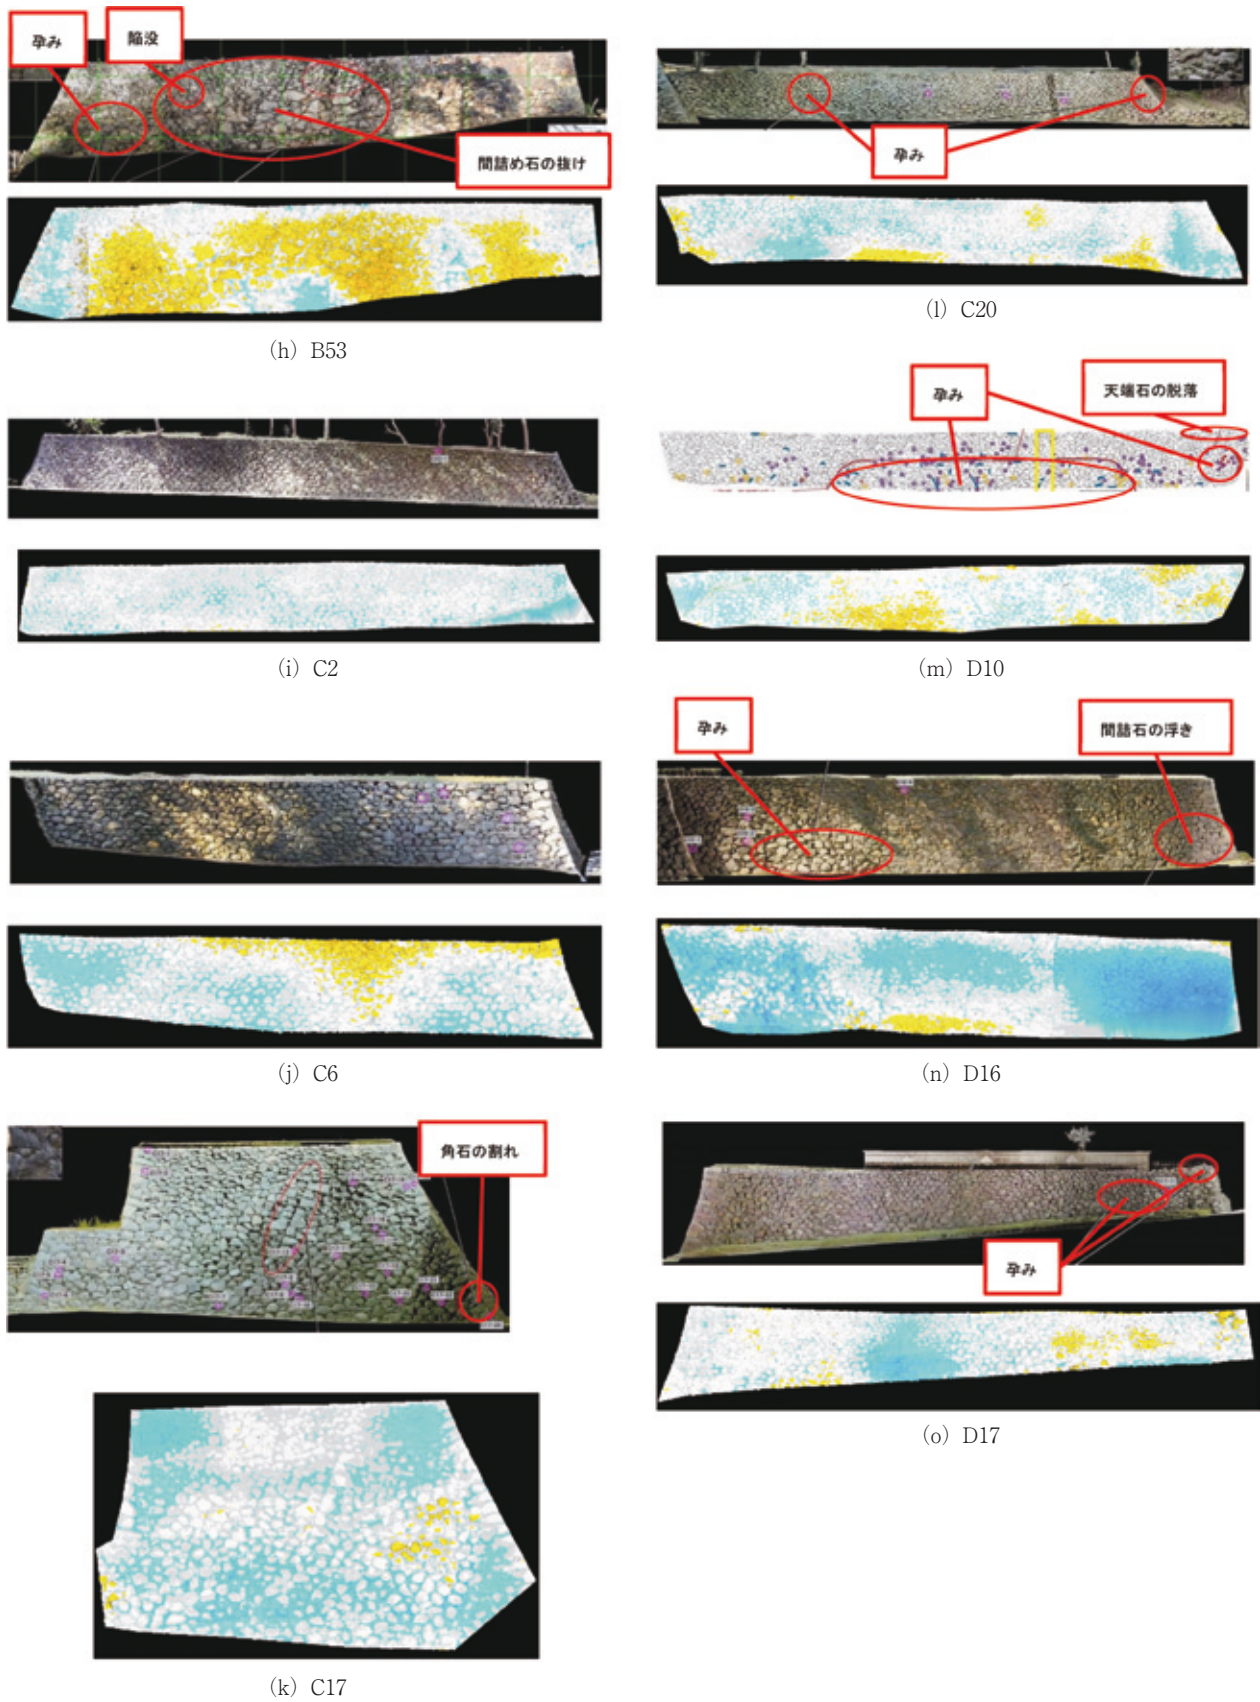 孕み
陥没
間詰め石の抜け
(h) B53
(i) C2
(j) C6
角石の割れ
(k) C17
孕み
(l) C20
孕み
天端石の脱落
(m) D10
孕み
間詰石の浮き
(n) D16
孕み
(o) D17